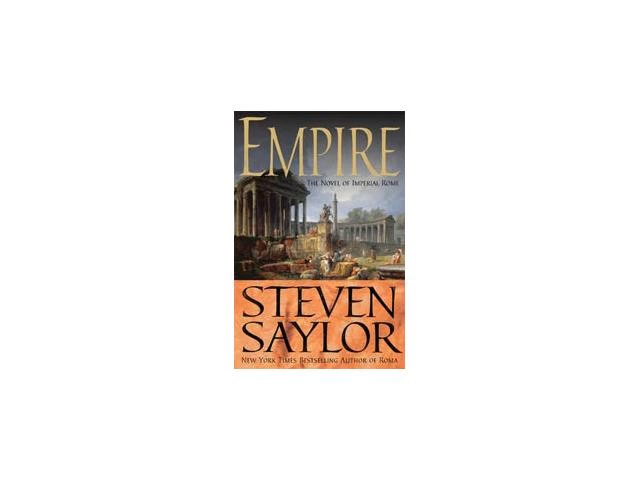 EMPIRE
THE NOVEL OF IMPERIAL ROME
STEVEN
SAYLOR
NEW YORK TIMES BESTSELLING AUTHOR OF ROMA